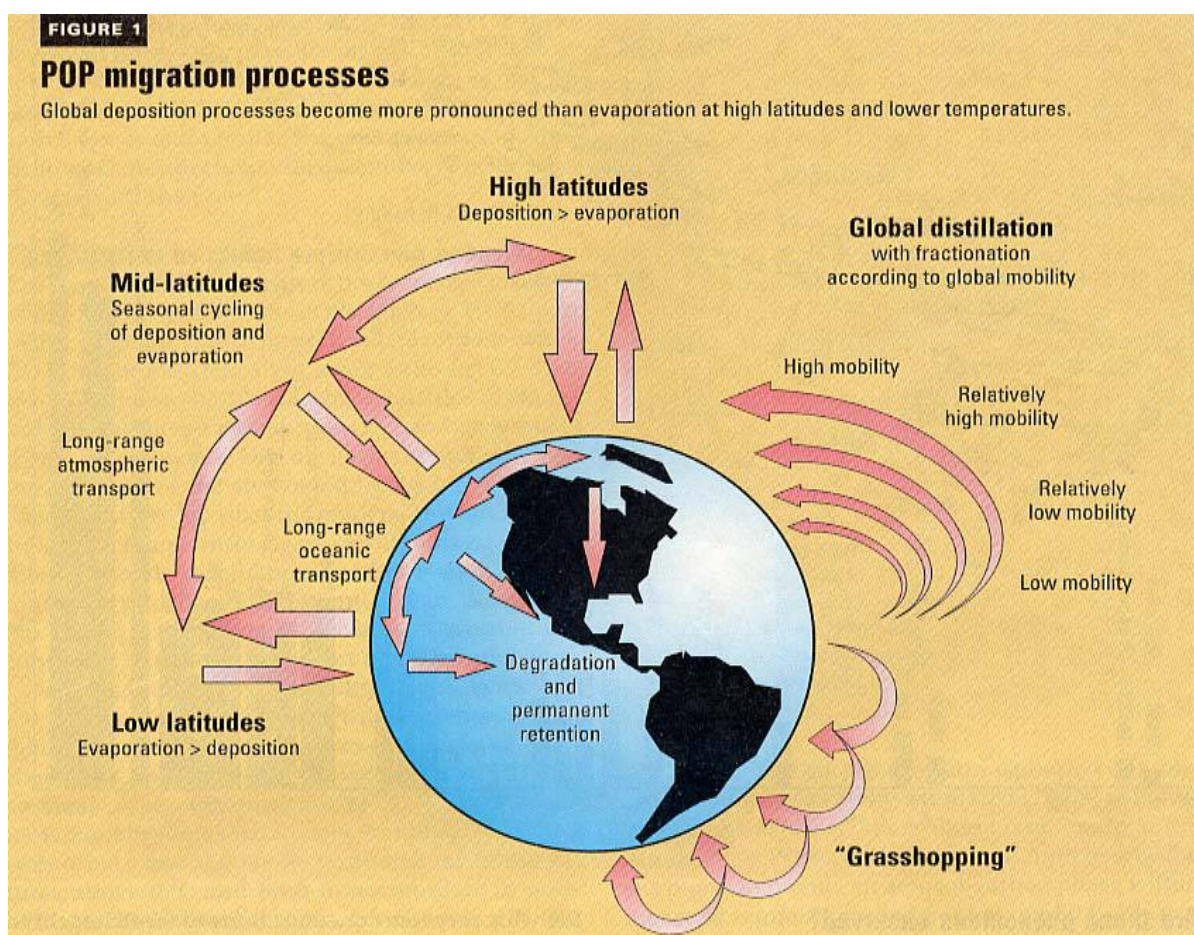 FIGURE 1
POP migration processes
Global deposition processes become more pronounced than evaporation at high latitudes and lower temperatures.
High latitudes
Deposition > evaporation
Global distillation
with fractionation
according to global mobility
Mid-latitudes
Seasonal cycling
of deposition and
evaporation
High mobility
Relatively
high mobility
Long-range
atmospheric
transport
Relatively
low mobility
Long-range
oceanic
transport
Low mobility
Degradation
and
permanent
retention
Low latitudes
Evaporation > deposition
"Grasshopping"